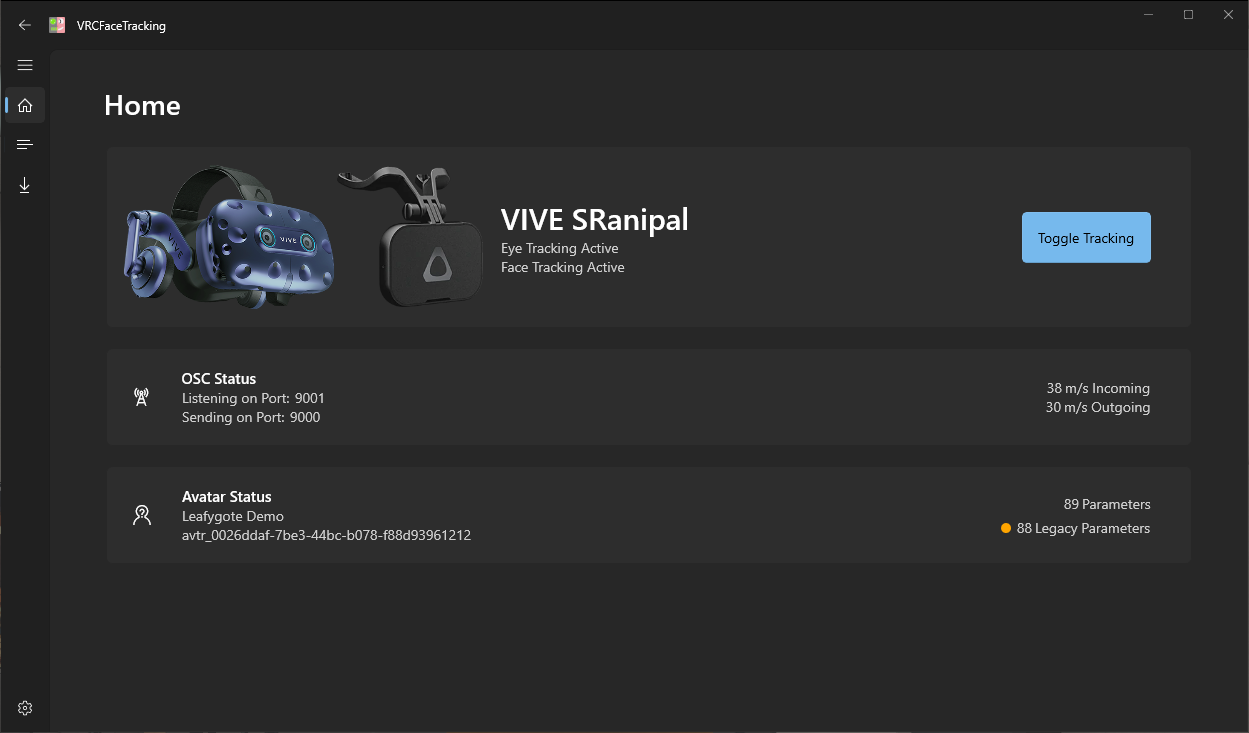 VRCFaceTracking
Home
VIVE
VIVE
VIVE SRanipal
Eye Tracking Active
Face Tracking Active
Toggle Tracking
OSC Status
Listening on Port: 9001
Sending on Port: 9000
38 m/s Incoming
30 m/s Outgoing
Avatar Status
Leafygote Demo
avtr_0026ddaf-7be3-44bc-b078-f88d93961212
89 Parameters
88 Legacy Parameters